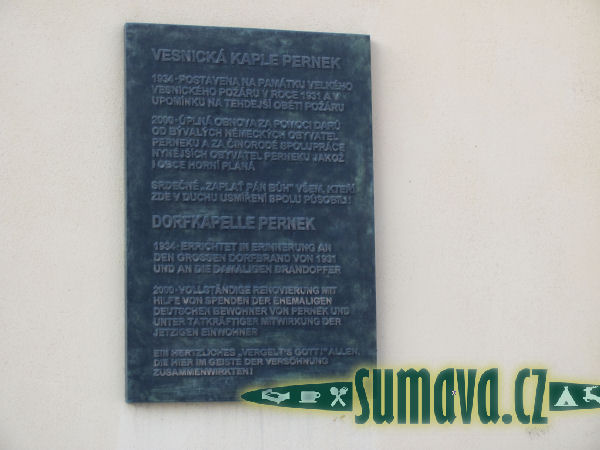 VESNICKÁ KAPLE PERNEK
1934 - POSTAVENA NA PAMÁTKU VELKÉHO
VESNICKÉHO POŽÁRU V ROCE 1931 A V
UPOMÍNKU NA TEHDEJŠÍ OBĚTI POŽÁRU
2000 - ÚPLNÁ OBNOVA ZA POMOCI DARŮ
OD BÝVALÝCH NĚMECKÝCH OBYVATEL
PERNEKU A ZA ČINORODÉ SPOLUPRÁCE
NYNĚJŠÍCH OBYVATEL PERNEKU JAKOŽ
I OBCE HORNÍ PLANÁ
SRDEČNÉ „ZAPLAŤ PÁN BŮH" VŠEM, KTEŘÍ
ZDE V DUCHU USMÍŘENÍ SPOLU PŮSOBILI!
DORFKAPELLE PERNEK
1934 - ERRICHTET IN ERINNERUNG AN
DEN GROSSEN DORFBRAND VON 1931
UND AN DIE DAMALIGEN BRANDOPFER
2000 - VOLLSTÄNDIGE RENOVIERUNG MIT
HILFE VON SPENDEN DER EHEMALIGEN
DEUTSCHEN BEWOHNER VON PERNEK UND
UNTER TATKRÄFTIGER MITWIRKUNG DER
JETZIGEN EINWOHNER
EIN HERTZLICHES „VERGELT'S GOTT!" ALLEN,
DIE HIER IM GEISTE DER VERSÖHNUNG
ZUSAMMENWIRKTEN!
sumava.cz